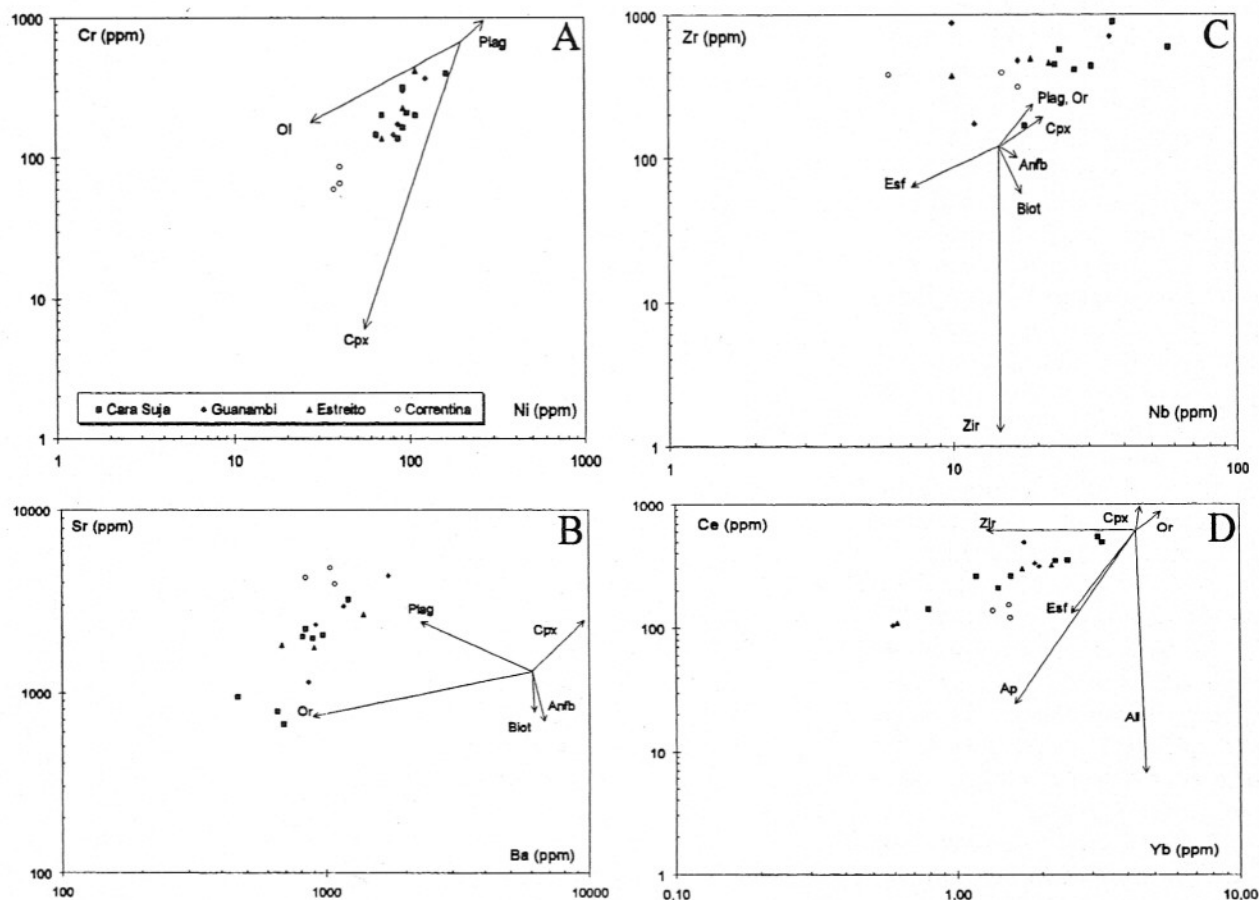 Cr (ppm)
A
1000
100
10
1
Plag
Ol
Cpx
Cara Suja
Guanambi
Estreito
Correntina
Ni (ppm)
1
10
100
1000
Zr (ppm)
C
1000
100
10
1
Plag, Or
Cpx
Anfb
Esf
Biot
Zir
Nb (ppm)
1
10
100
Sr (ppm)
B
10000
1000
100
Plag
Cpx
Or
Biot
Anfb
Ba (ppm)
100
1000
10000
Ce (ppm)
D
1000
100
10
1
Zir
Cpx
Or
Esf
Ap
All
Yb (ppm)
0,10
1,00
10,00